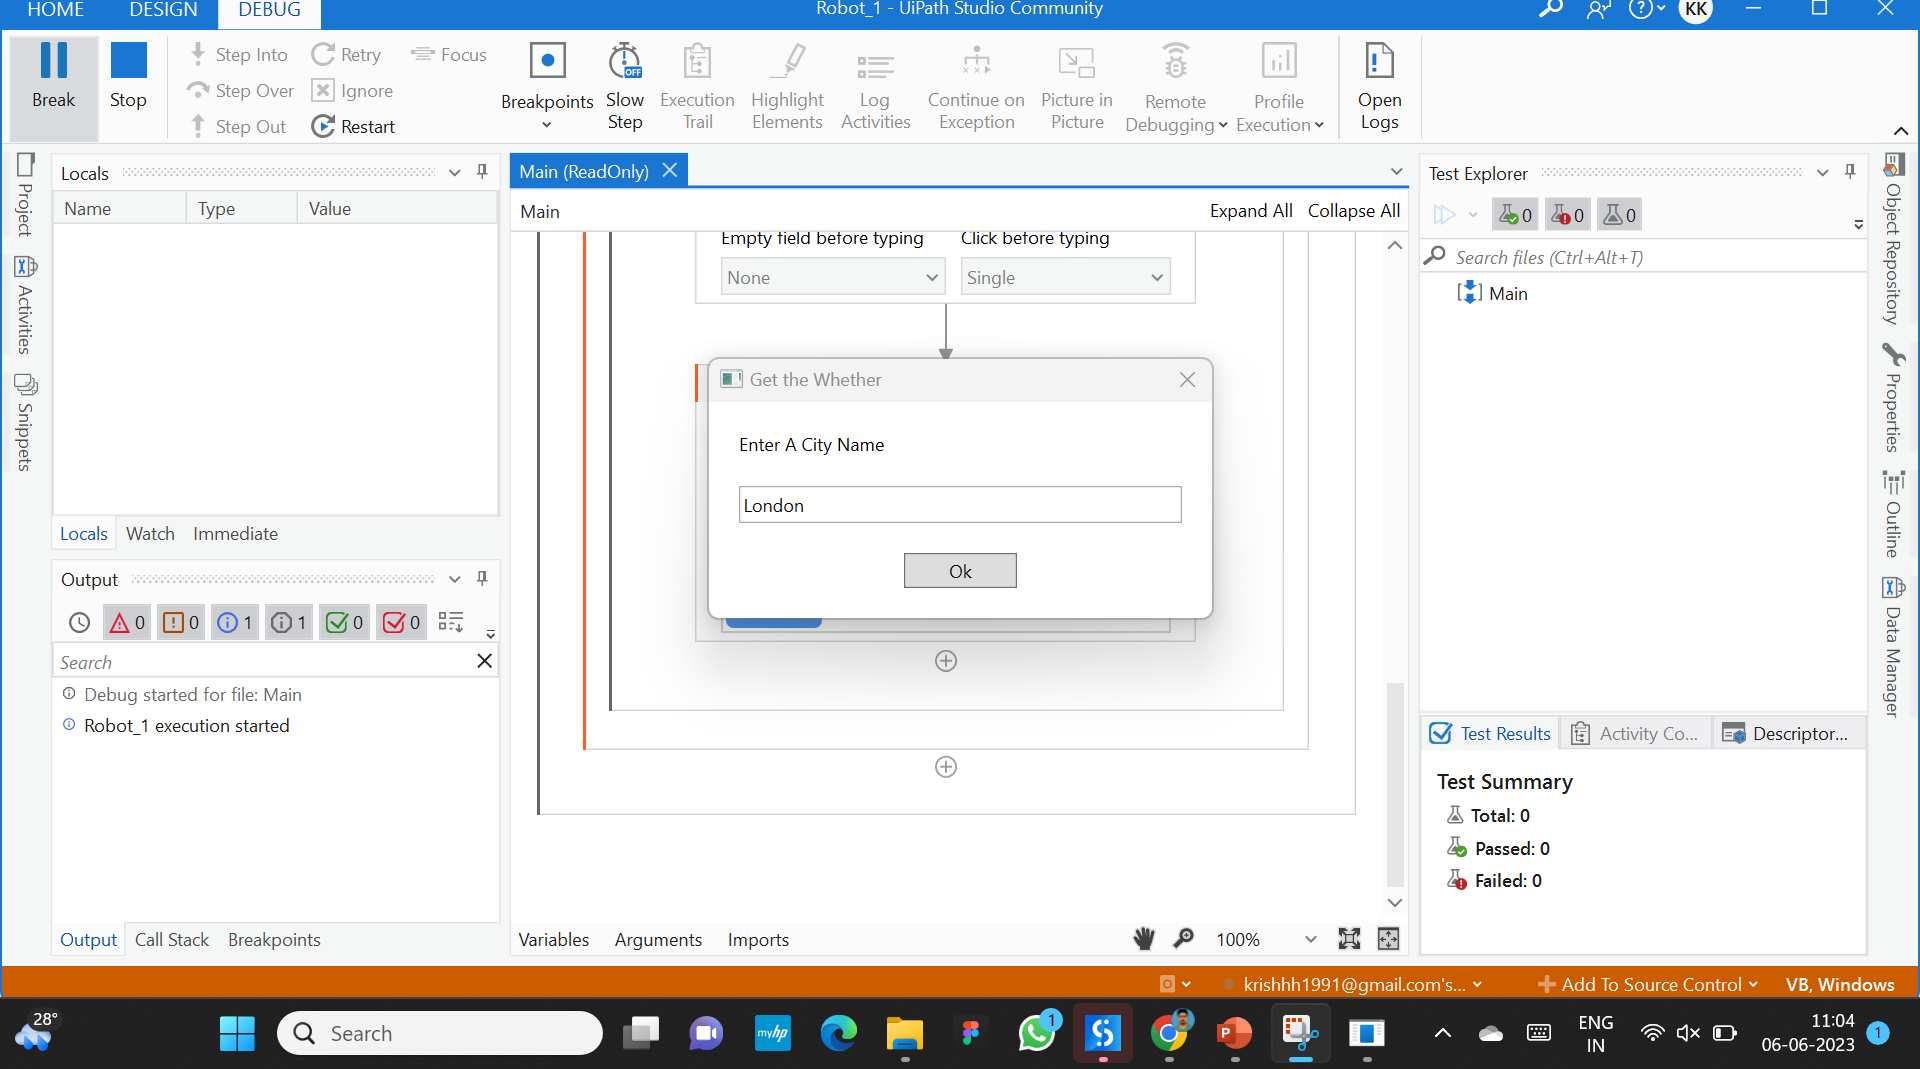 HOME DESIGN DEBUG Robot_1 - UiPath Studio Community KK
Break Stop Step Into Step Over Step Out Retry Ignore Restart Focus
Breakpoints
Slow Step
OFF
Execution Trail
Highlight Elements
Log Activities
Continue on Exception
Picture in Picture
Remote Debugging
Profile Execution
Open Logs
Project
Activities
Snippets
Locals
Name Type Value
Locals Watch Immediate
Output
0 0 1 1 0 0
Search
Debug started for file: Main
Robot_1 execution started
Output Call Stack Breakpoints
Main (ReadOnly)
Main Expand All Collapse All
Empty field before typing Click before typing
None Single
Get the Whether
Enter A City Name
London
Ok
Variables Arguments Imports 100%
Test Explorer
0 0 0
Search files (Ctrl+Alt+T)
Main
Test Results Activity Co... Descriptor...
Test Summary
Total: 0
Passed: 0
Failed: 0
Object Repository
Properties
Outline
Data Manager
krishhh1991@gmail.com's... Add To Source Control VB, Windows
28° Search myhp 1 ENG IN 11:04 06-06-2023 1